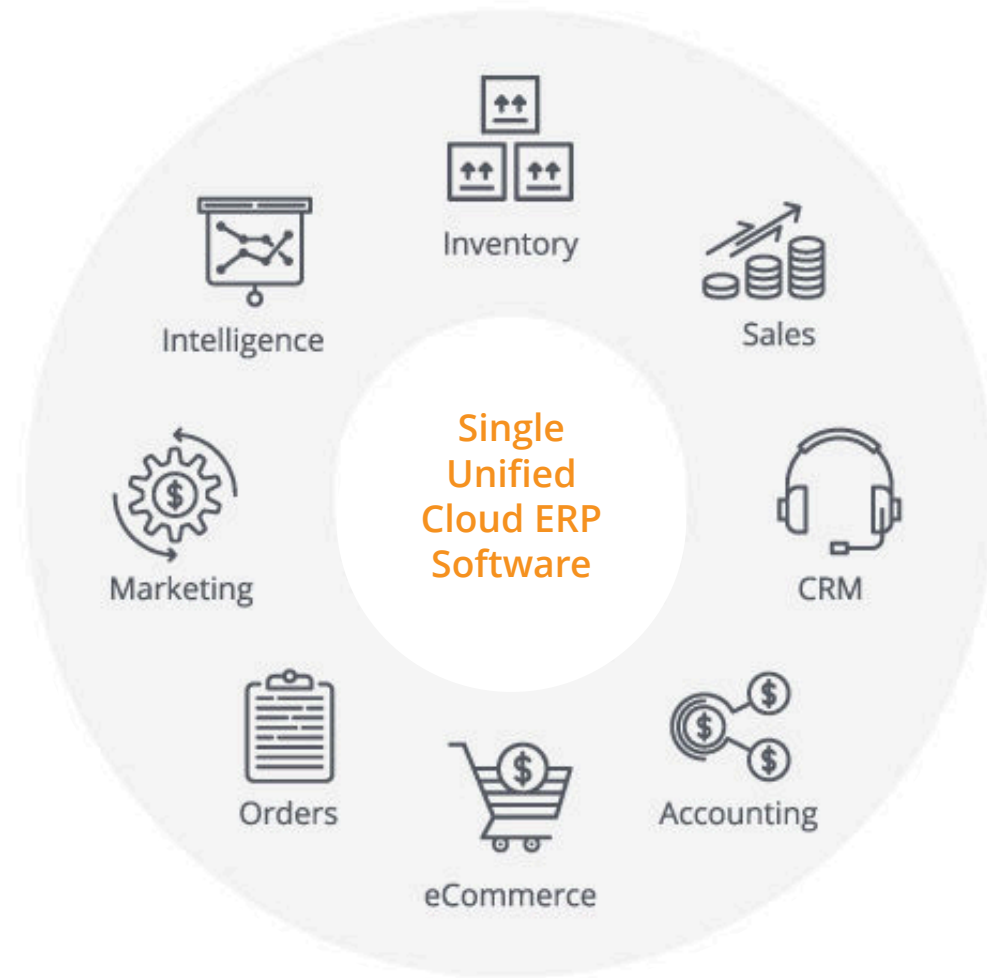 Inventory
Sales
Intelligence
Single
Unified
Cloud ERP
Software
CRM
Marketing
Accounting
Orders
eCommerce
$
$
$
$
$